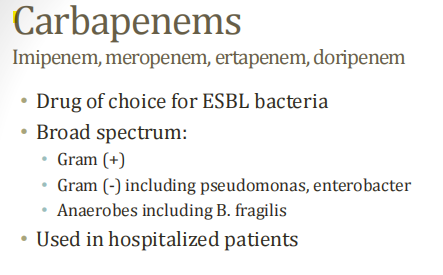 Carbapenems
Imipenem, meropenem, ertapenem, doripenem
• Drug of choice for ESBL bacteria
• Broad spectrum:
• Gram (+)
• Gram (-) including pseudomonas, enterobacter
• Anaerobes including B. fragilis
• Used in hospitalized patients